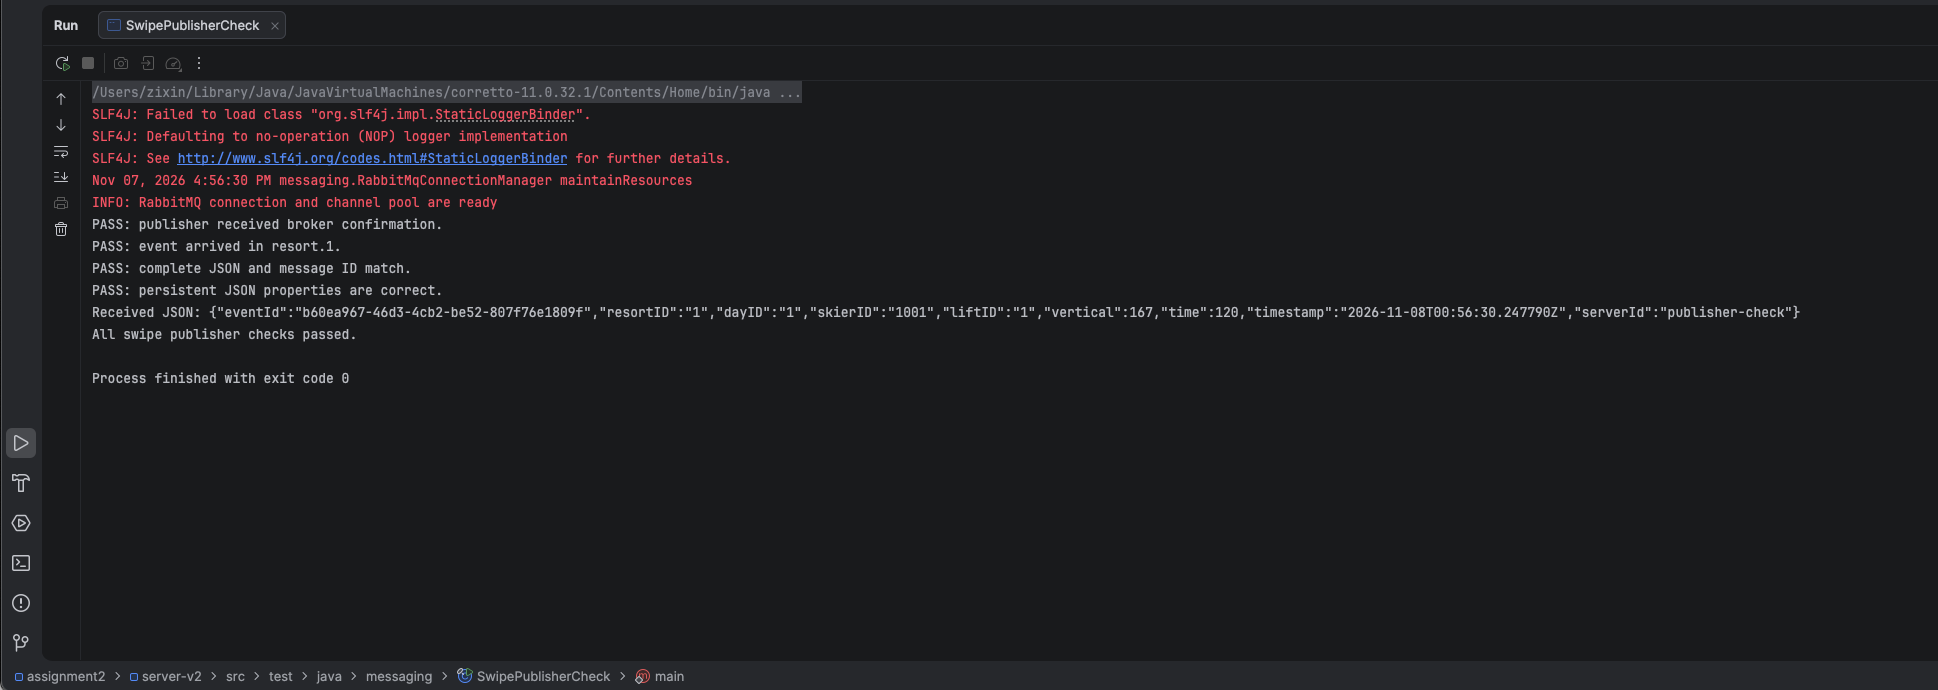 Run SwipePublisherCheck
/Users/zixin/Library/Java/JavaVirtualMachines/corretto-11.0.32.1/Contents/Home/bin/java ...
SLF4J: Failed to load class "org.slf4j.impl.StaticLoggerBinder".
SLF4J: Defaulting to no-operation (NOP) logger implementation
SLF4J: See http://www.slf4j.org/codes.html#StaticLoggerBinder for further details.
Nov 07, 2026 4:56:30 PM messaging.RabbitMqConnectionManager maintainResources
INFO: RabbitMQ connection and channel pool are ready
PASS: publisher received broker confirmation.
PASS: event arrived in resort.1.
PASS: complete JSON and message ID match.
PASS: persistent JSON properties are correct.
Received JSON: {"eventId":"b60ea967-46d3-4cb2-be52-807f76e1809f","resortID":"1","dayID":"1","skierID":"1001","liftID":"1","vertical":167,"time":120,"timestamp":"2026-11-08T00:56:30.247790Z","serverId":"publisher-check"}
All swipe publisher checks passed.
Process finished with exit code 0
assignment2 > server-v2 > src > test > java > messaging > SwipePublisherCheck > main